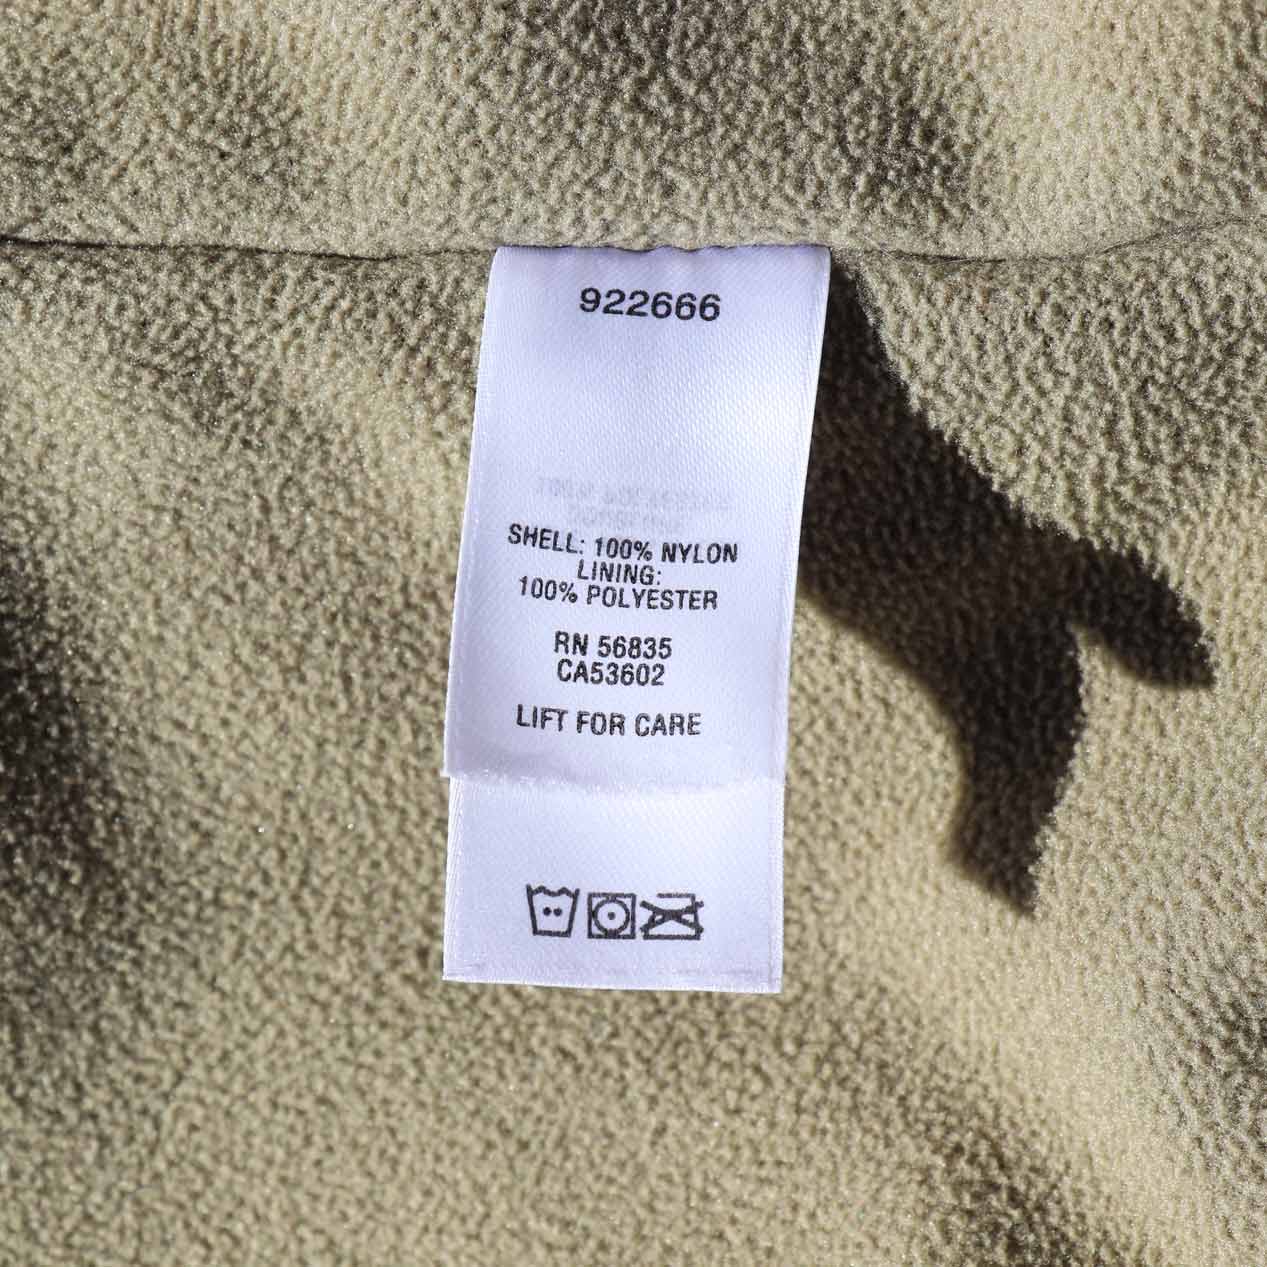 922666
SHELL: 100% NYLON
LINING:
100% POLYESTER
RN 56835
CA53602
LIFT FOR CARE